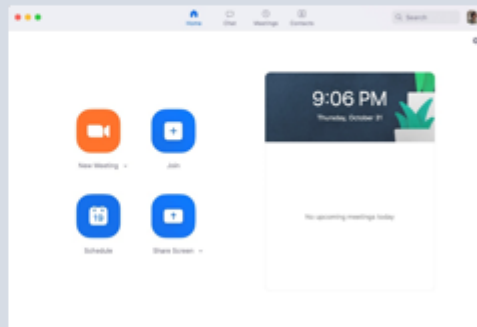 Home
Chat
Meetings
Contacts
Search
9:06 PM
Thursday, October 31
New Meeting
Join
19
Schedule
Share Screen
No upcoming meetings today